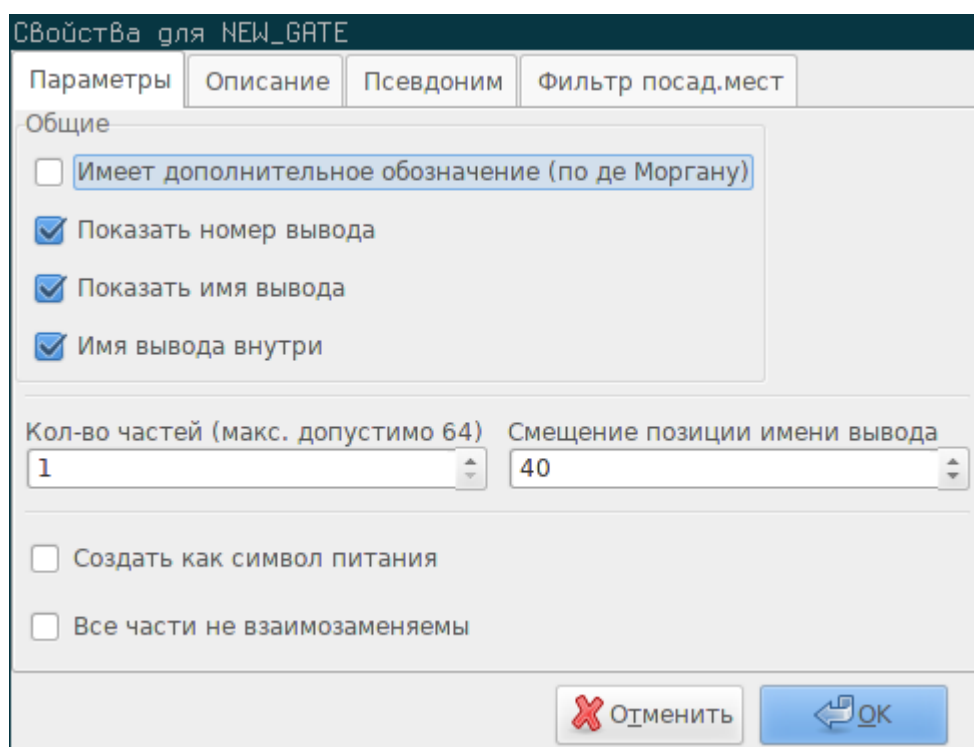 Свойства для NEW_GATE
Параметры Описание Псевдоним Фильтр посад.мест
Общие
Имеет дополнительное обозначение (по де Моргану)
Показать номер вывода
Показать имя вывода
Имя вывода внутри
Кол-во частей (макс. допустимо 64) Смещение позиции имени вывода
1 40
Создать как символ питания
Все части не взаимозаменяемы
Отменить OK